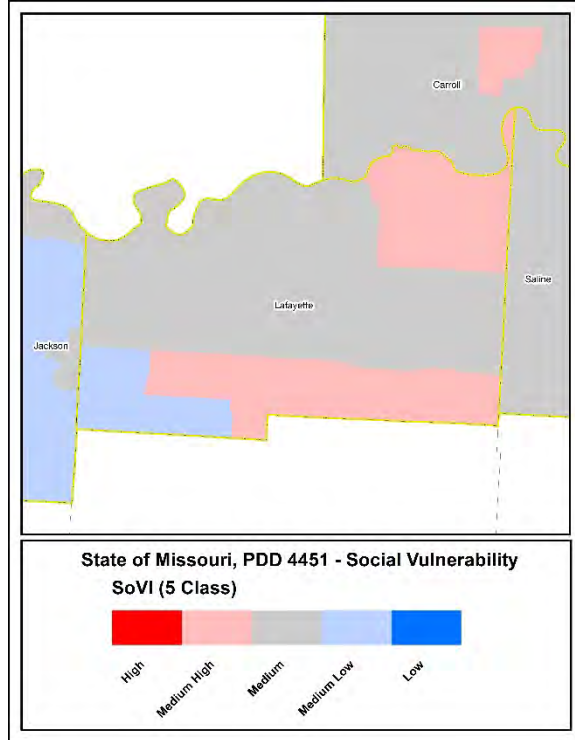 Carroll
Saline
Lafayette
Jackson
State of Missouri, PDD 4451 - Social Vulnerability
SoVI (5 Class)
High
Medium High
Medium
Medium Low
Low